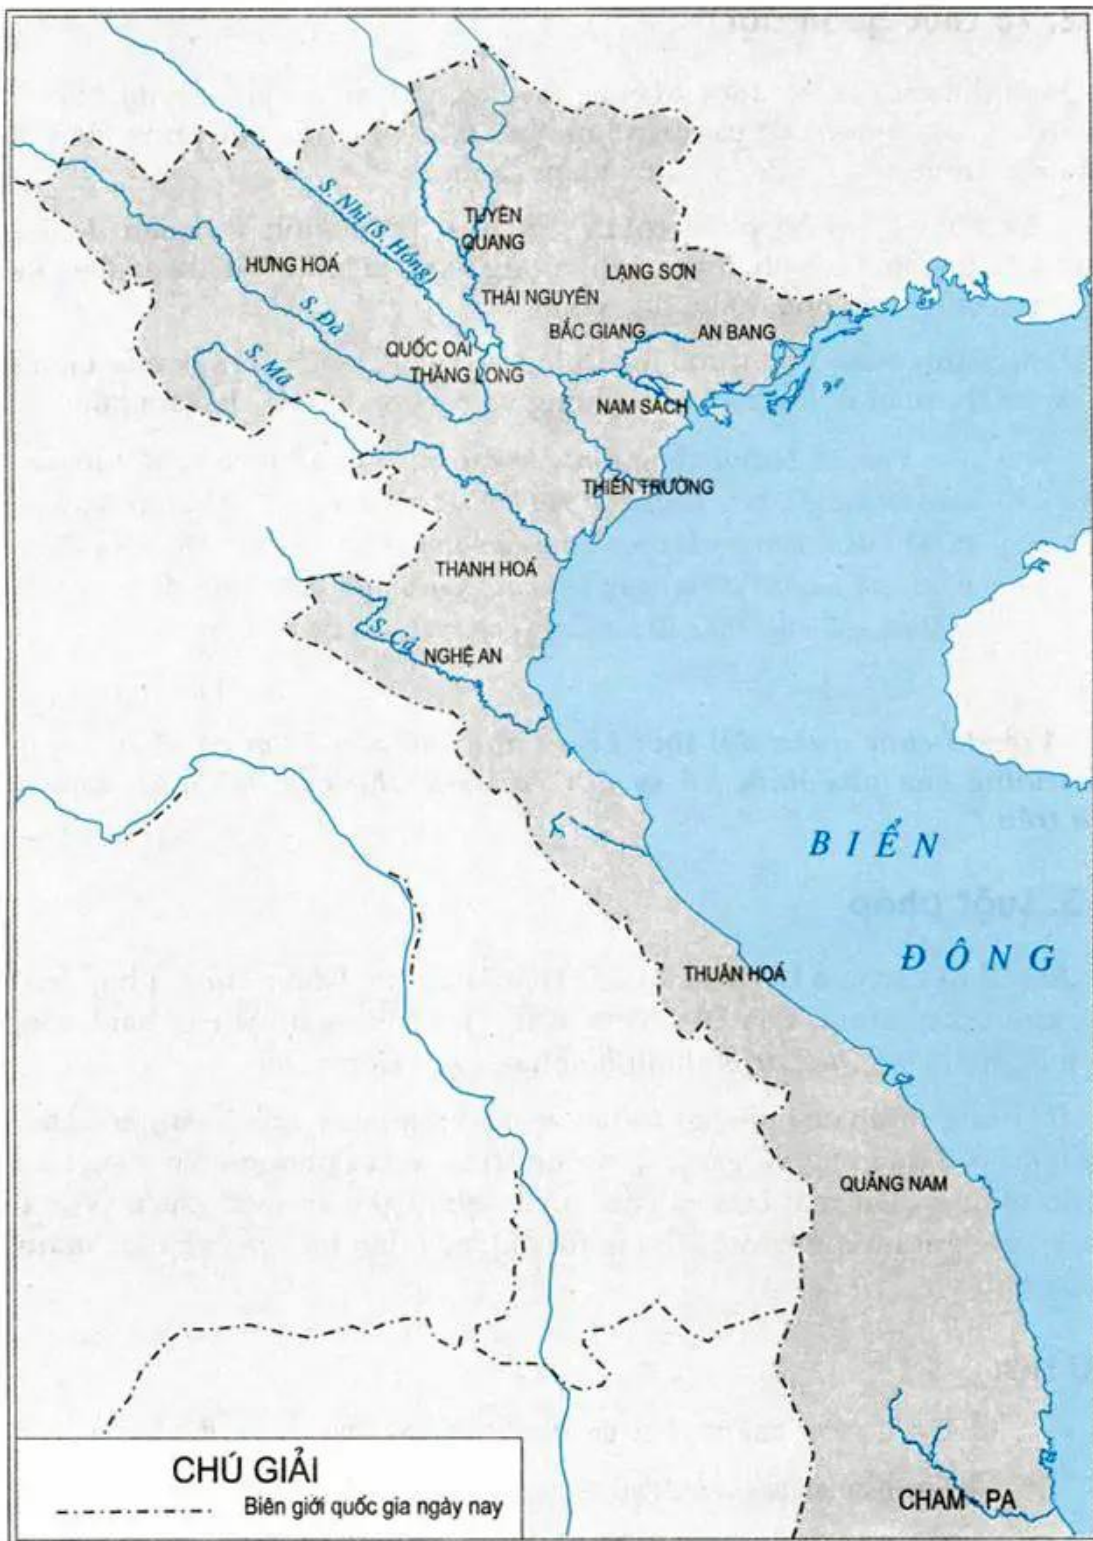 S. Nhị (S. Hồng)
TUYÊN
QUANG
HƯNG HOÁ
LẠNG SƠN
THÁI NGUYÊN
S. Đà
BẮC GIANG
AN BANG
QUỐC OAI
S. Mã
THĂNG LONG
NAM SÁCH
THIÊN TRƯỜNG
THANH HOÁ
S. Cả
NGHỆ AN
BIỂN
ĐÔNG
THUẬN HOÁ
QUẢNG NAM
CHĂM - PA
CHÚ GIẢI
Biên giới quốc gia ngày nay